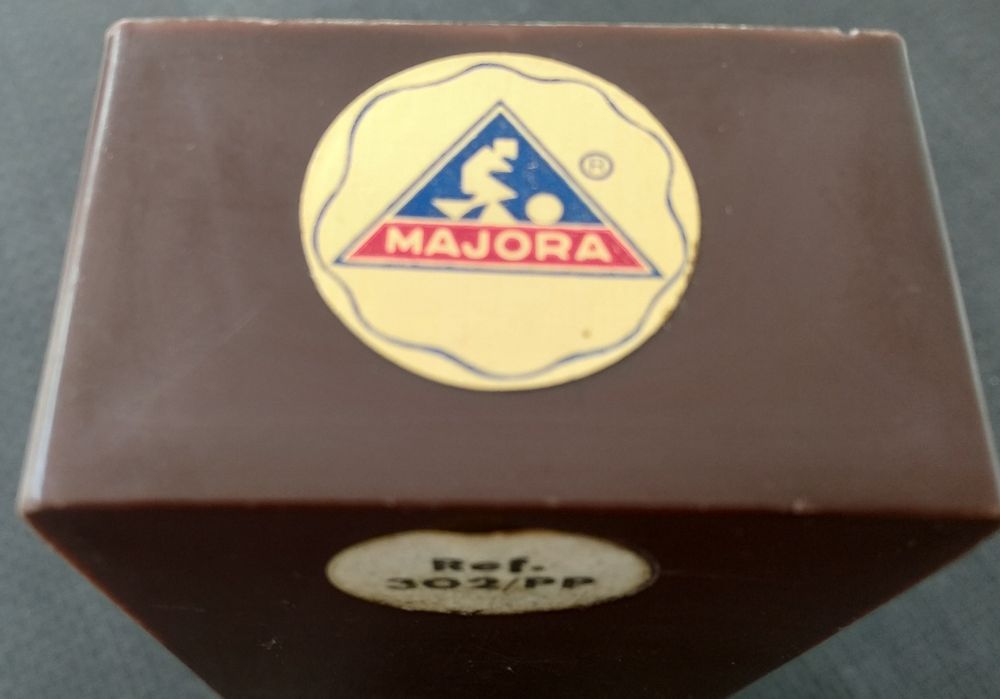 ®
MAJORA
Ref.
302/PP